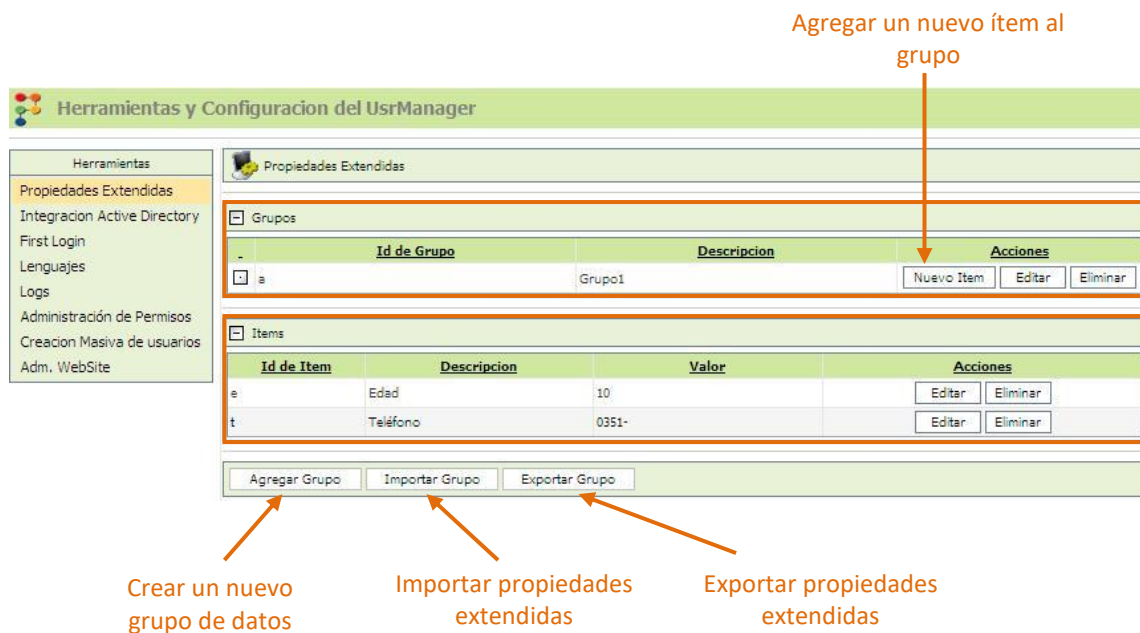 Agregar un nuevo ítem al
grupo
Herramientas y Configuracion del UsrManager
Herramientas
Propiedades Extendidas
Integracion Active Directory
First Login
Lenguajes
Logs
Administración de Permisos
Creacion Masiva de usuarios
Adm. WebSite
Propiedades Extendidas
Grupos
Id de Grupo Descripcion Acciones
a Grupo1 Nuevo Item Editar Eliminar
Items
Id de Item Descripcion Valor Acciones
e Edad 10 Editar Eliminar
t Teléfono 0351- Editar Eliminar
Agregar Grupo Importar Grupo Exportar Grupo
Crear un nuevo
grupo de datos
Importar propiedades
extendidas
Exportar propiedades
extendidas